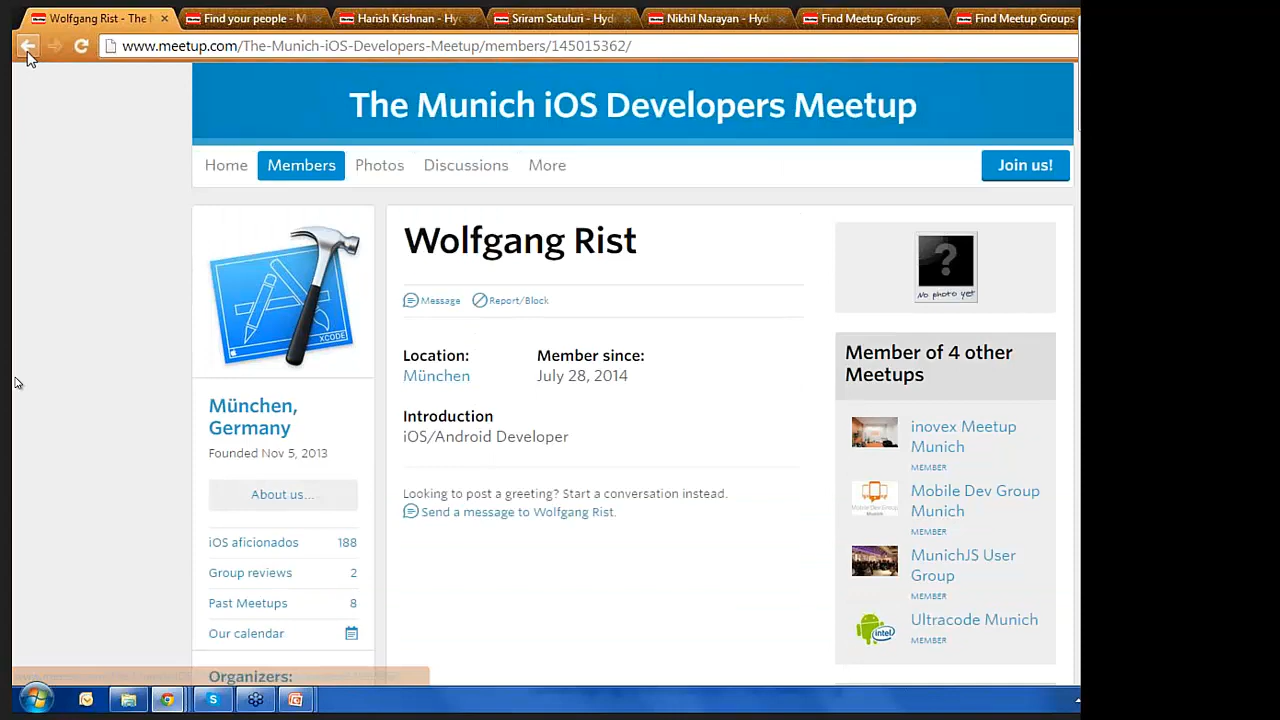 Wolfgang Rist - The M
Find your people - M
Harish Krishnan - Hy
Sriram Satuluri - Hyd
Nikhil Narayan - Hyd
Find Meetup Groups
Find Meetup Groups
www.meetup.com/The-Munich-iOS-Developers-Meetup/members/145015362/
The Munich iOS Developers Meetup
Home
Members
Photos
Discussions
More
Join us!
XCODE
München,
Germany
Founded Nov 5, 2013
About us...
iOS aficionados 188
Group reviews 2
Past Meetups 8
Our calendar
Organizers:
Wolfgang Rist
Message
Report/Block
Location:
München
Member since:
July 28, 2014
Introduction
iOS/Android Developer
Looking to post a greeting? Start a conversation instead.
Send a message to Wolfgang Rist.
?
No photo yet
Member of 4 other
Meetups
inovex Meetup
Munich
MEMBER
Mobile Dev Group
Munich
MEMBER
MunichJS User
Group
MEMBER
intel
Ultracode Munich
MEMBER